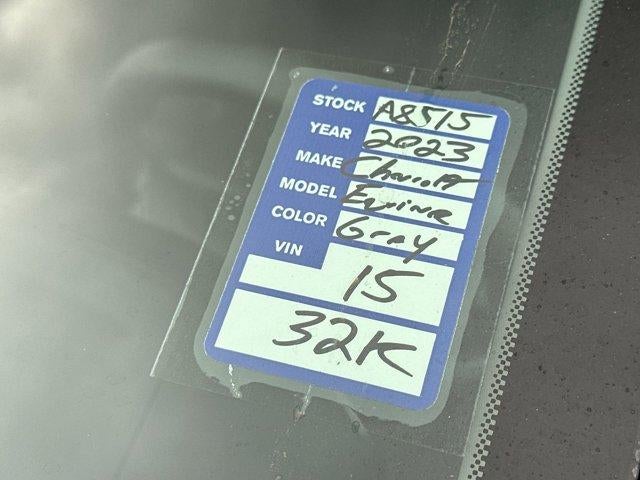 STOCK A8515
YEAR 2023
MAKE Chevrolet
MODEL Equinox
COLOR Gray
VIN
15
32K